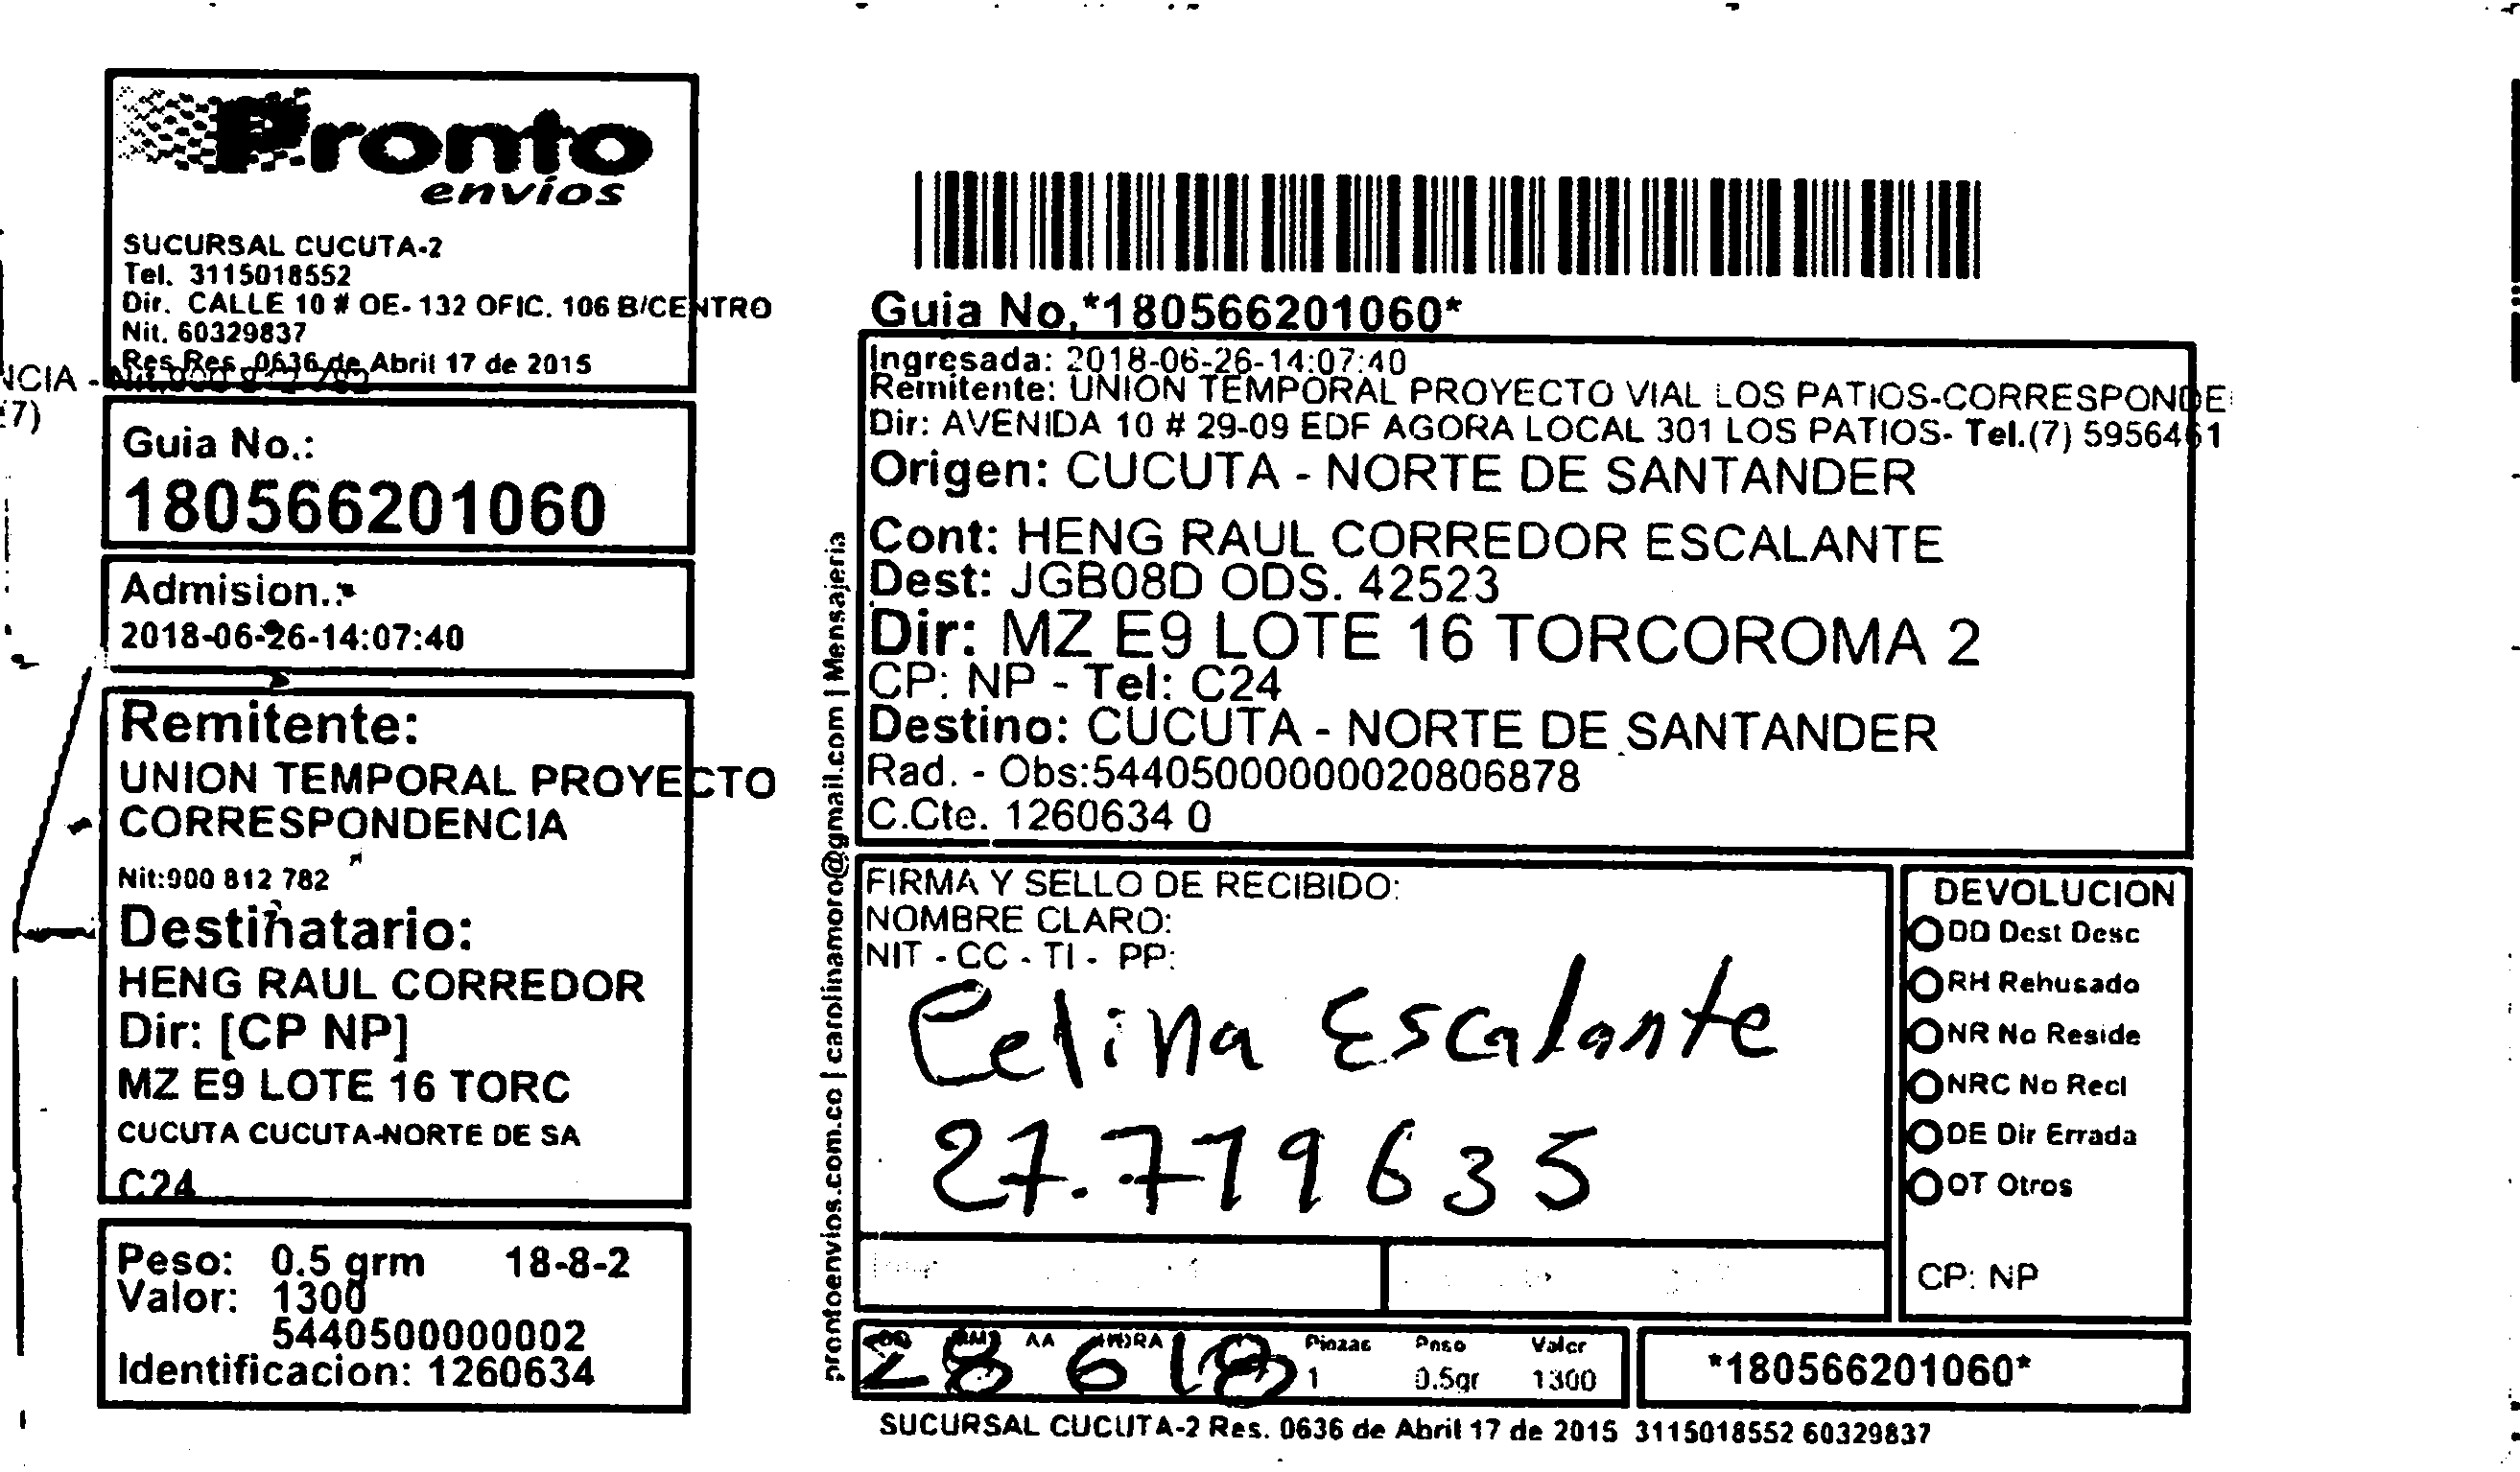 Pronto
envíos
SUCURSAL CUCUTA-2
Tel. 3115018552
Dir. CALLE 10 # OE- 132 OFIC. 106 B/CENTRO
Nit. 60329837
Res.Res. 0636 de Abril 17 de 2015
NCIA -
Guia No.:
180566201060
Admision.:
2018-06-26-14:07:40
Remitente:
UNION TEMPORAL PROYECTO
CORRESPONDENCIA
Nit:900 812 782
Destinatario:
HENG RAUL CORREDOR
Dir: [CP NP]
MZ E9 LOTE 16 TORC
CUCUTA CUCUTA-NORTE DE SA
C24
Peso: 0.5 grm 18-8-2
Valor: 1300
5440500000002
Identificacion: 1260634
prontoenvios.com.co | carolinamoro@gmail.com | Mensajeria
Guia No.*180566201060*
Ingresada: 2018-06-26-14:07:40
Remitente: UNION TEMPORAL PROYECTO VIAL LOS PATIOS-CORRESPONDE
Dir: AVENIDA 10 # 29-09 EDF AGORA LOCAL 301 LOS PATIOS- Tel.(7) 5956461
Origen: CUCUTA - NORTE DE SANTANDER
Cont: HENG RAUL CORREDOR ESCALANTE
Dest: JGB08D ODS. 42523
Dir: MZ E9 LOTE 16 TORCOROMA 2
CP: NP - Tel: C24
Destino: CUCUTA - NORTE DE SANTANDER
Rad. - Obs:544050000000020806878
C.Cte. 1260634 0
FIRMA Y SELLO DE RECIBIDO:
NOMBRE CLARO:
NIT - CC - TI - PP:
Celina Escalante
27.779635
DEVOLUCION
DD Dest Desc
RH Rehusado
NR No Reside
NRC No Recl
DE Dir Errada
OT Otros
CP: NP
DD MM AA HORA Piezas Peso Valor
28 6 18 1 0.5gr 1300
*180566201060*
SUCURSAL CUCUTA-2 Res. 0636 de Abril 17 de 2015 3115018552 60329837